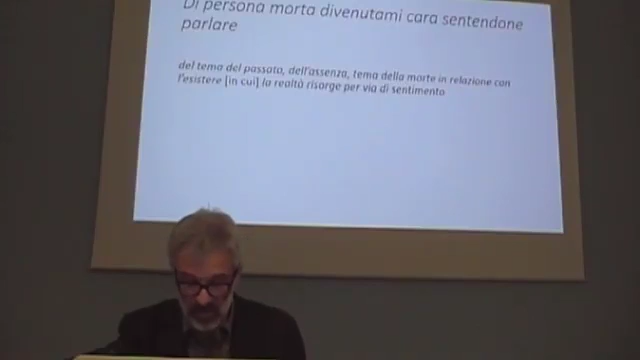 Di persona morta divenutami cara sentendone
parlare
del tema del passato, dell'assenza, tema della morte in relazione con
l'esistere [in cui] la realtà risorge per via di sentimento